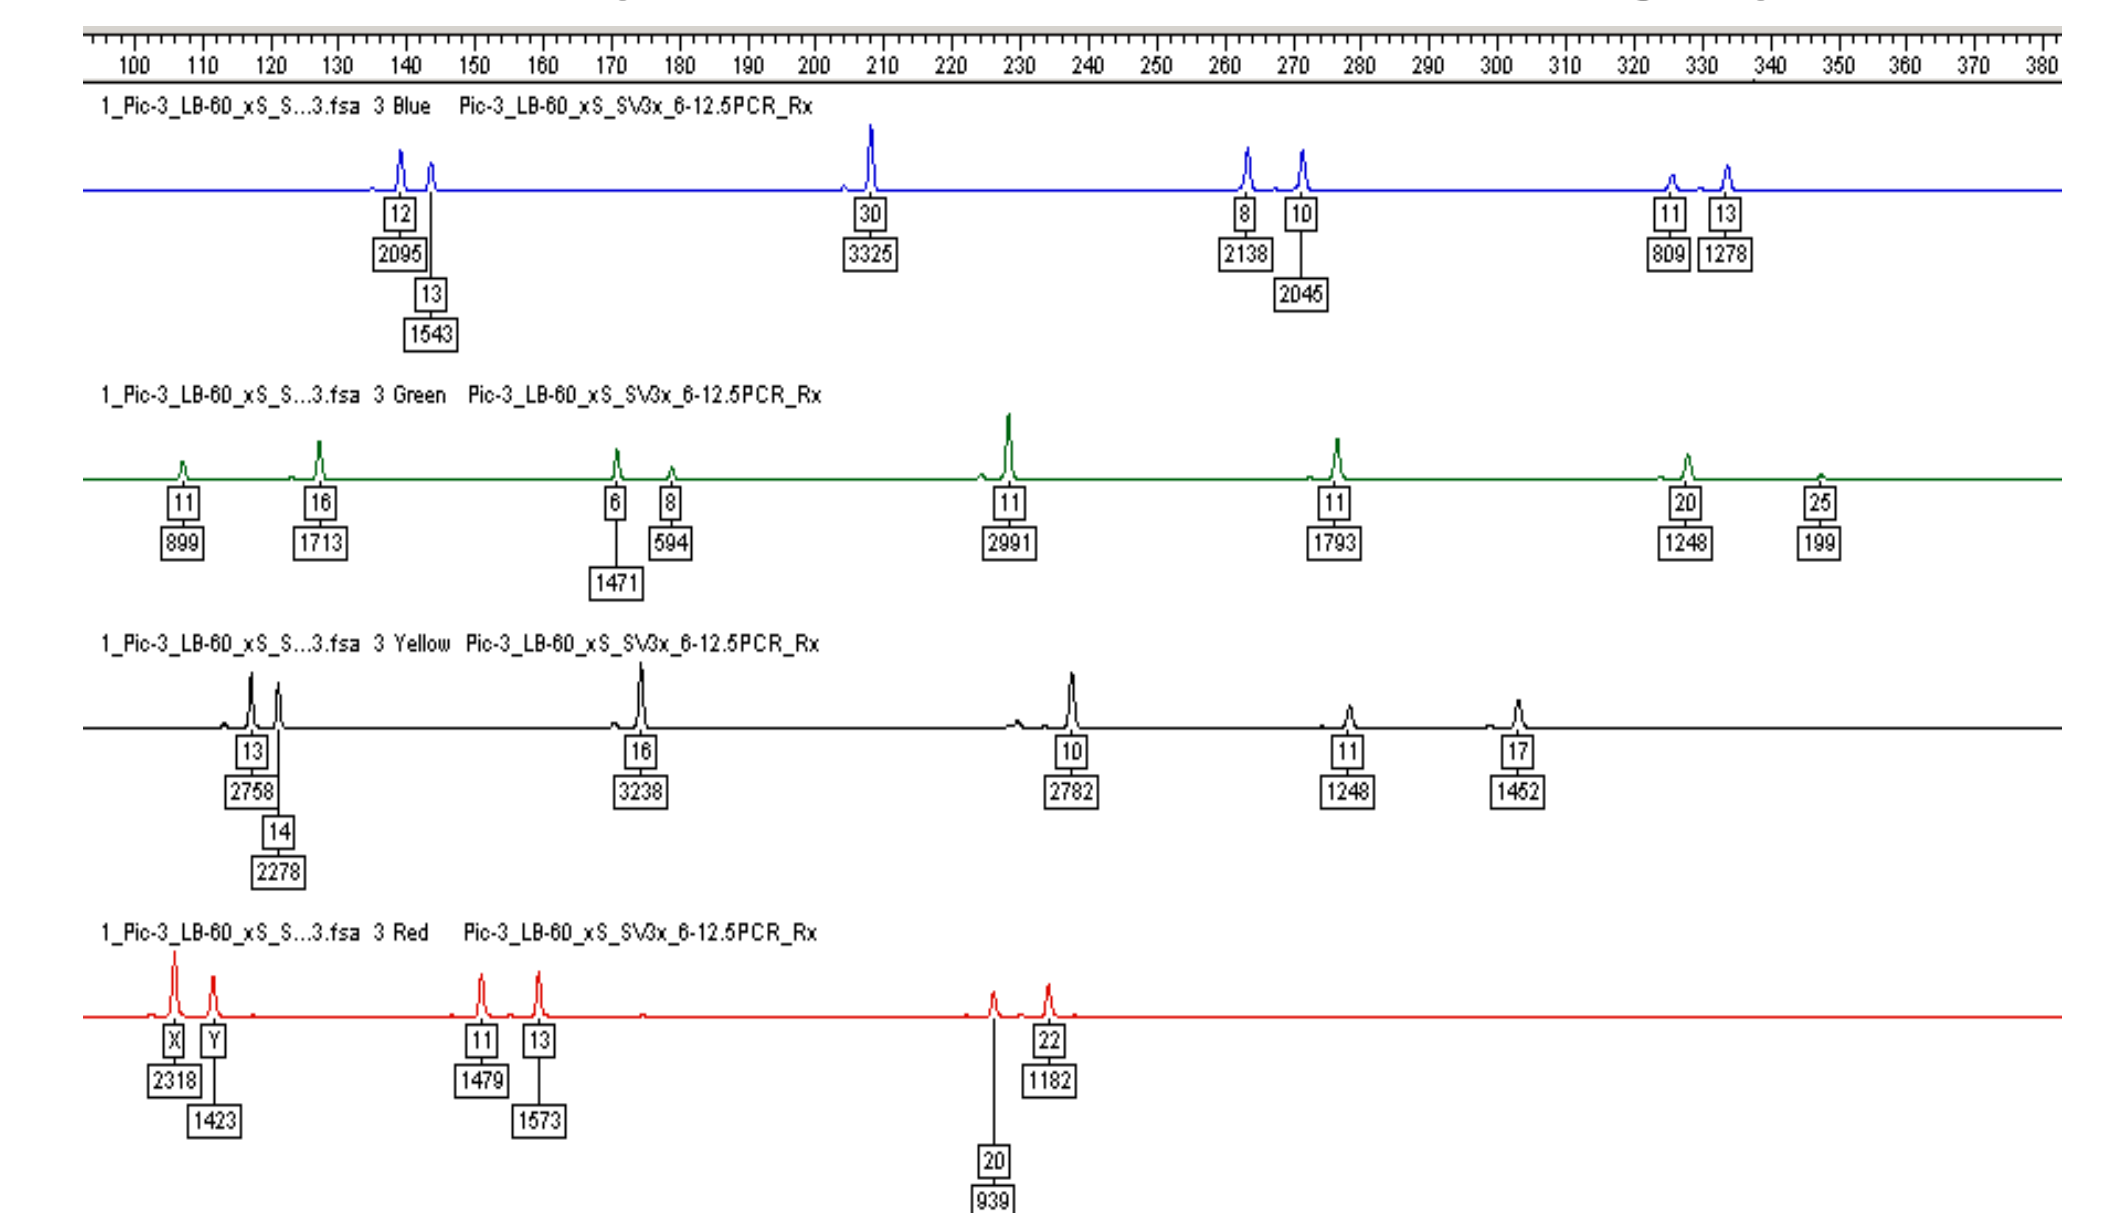 100 110 120 130 140 150 160 170 180 190 200 210 220 230 240 250 260 270 280 290 300 310 320 330 340 350 360 370 380
1_Pic-3_LB-60_xS_S...3.fsa 3 Blue Pic-3_LB-60_xS_SV3x_6-12.5PCR_Rx
12 30 8 10 11 13
2095 3325 2138 809 1278
13 2045
1543
1_Pic-3_LB-60_xS_S...3.fsa 3 Green Pic-3_LB-60_xS_SV3x_6-12.5PCR_Rx
11 16 6 8 11 11 20 25
899 1713 594 2991 1793 1248 199
1471
1_Pic-3_LB-60_xS_S...3.fsa 3 Yellow Pic-3_LB-60_xS_SV3x_6-12.5PCR_Rx
13 16 10 11 17
2758 3238 2782 1248 1452
14
2278
1_Pic-3_LB-60_xS_S...3.fsa 3 Red Pic-3_LB-60_xS_SV3x_6-12.5PCR_Rx
X Y 11 13 22
2318 1479 1182
1423 1573
20
939